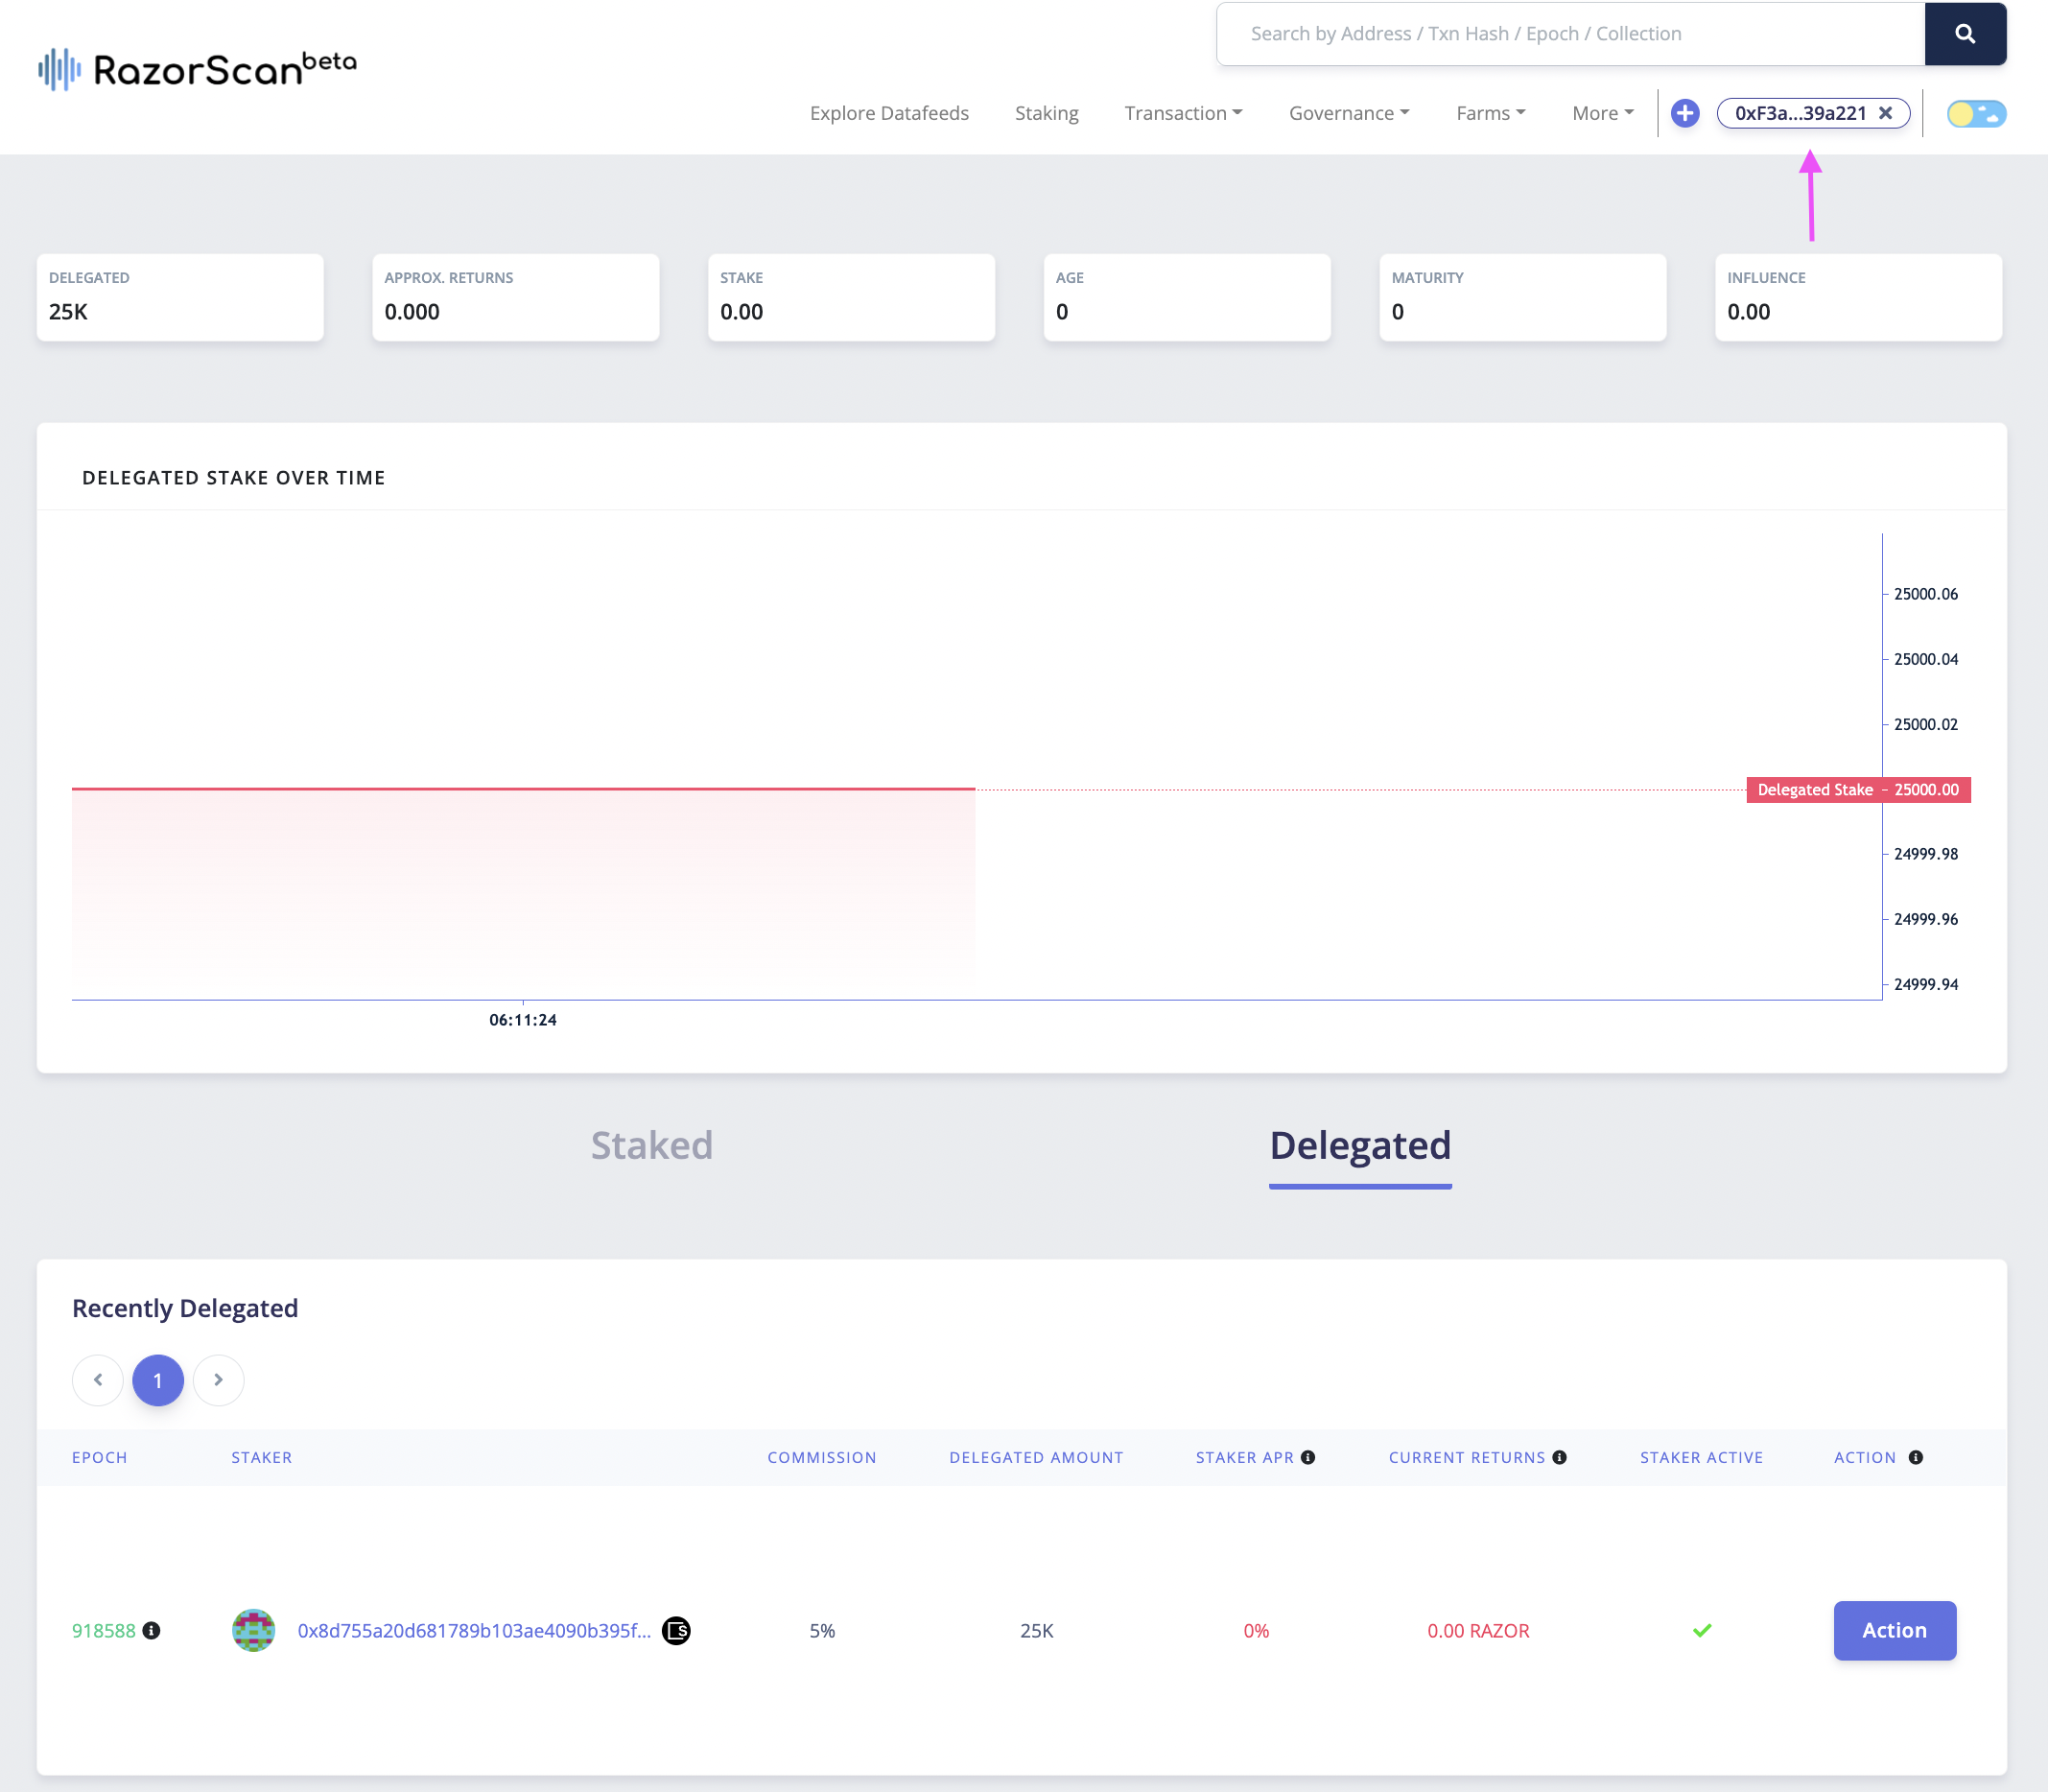 Search by Address / Txn Hash / Epoch / Collection
RazorScan beta
Explore Datafeeds Staking Transaction Governance Farms More 0xF3a...39a221
DELEGATED APPROX. RETURNS STAKE AGE MATURITY INFLUENCE
25K 0.000 0.00 0 0 0.00
DELEGATED STAKE OVER TIME
25000.06
25000.04
25000.02
Delegated Stake 25000.00
24999.98
24999.96
24999.94
06:11:24
Staked Delegated
Recently Delegated
1
EPOCH STAKER COMMISSION DELEGATED AMOUNT STAKER APR CURRENT RETURNS STAKER ACTIVE ACTION
918588 0x8d755a20d681789b103ae4090b395f... 5% 25K 0% 0.00 RAZOR Action